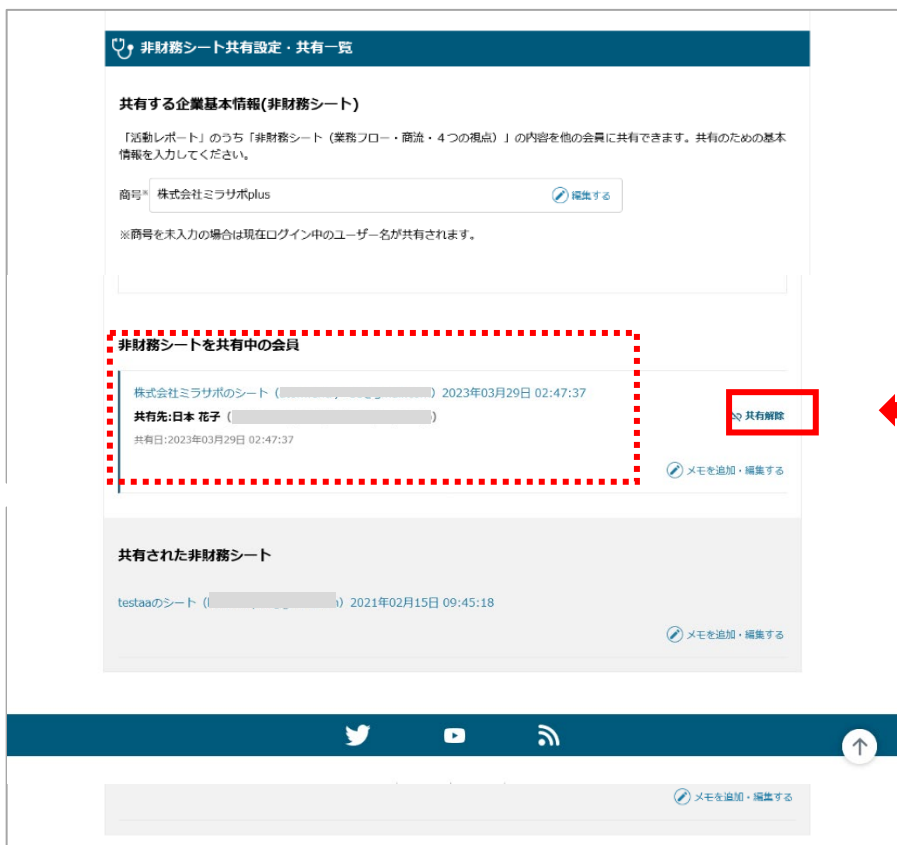 非財務シート共有設定・共有一覧
共有する企業基本情報(非財務シート)
「活動レポート」のうち「非財務シート（業務フロー・商流・４つの視点）」の内容を他の会員に共有できます。共有のための基本
情報を入力してください。
商号※ 株式会社ミラサポplus 編集する
※商号を未入力の場合は現在ログイン中のユーザー名が共有されます。
非財務シートを共有中の会員
株式会社ミラサポのシート（ ）2023年03月29日 02:47:37
共有先:日本 花子（ ） 共有解除
共有日:2023年03月29日 02:47:37
メモを追加・編集する
共有された非財務シート
testaaのシート（ ）2021年02月15日 09:45:18
メモを追加・編集する
メモを追加・編集する